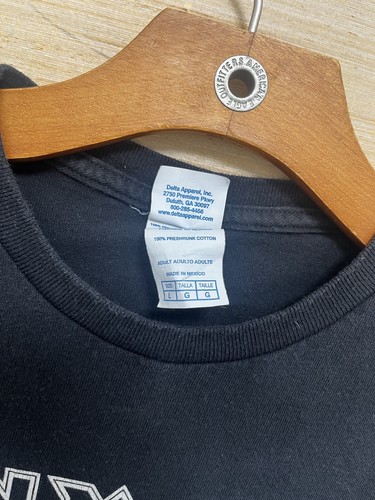 AMERICAN EAGLE OUTFITTERS
Delta Apparel, Inc.
2750 Premiere Pkwy
Duluth, GA 30097
800-285-4456
www.deltaapparel.com
100% PRESHRUNK COTTON
ADULT ADULTO ADULTE
MADE IN MEXICO
SIZE TALLA TAILLE
L G G